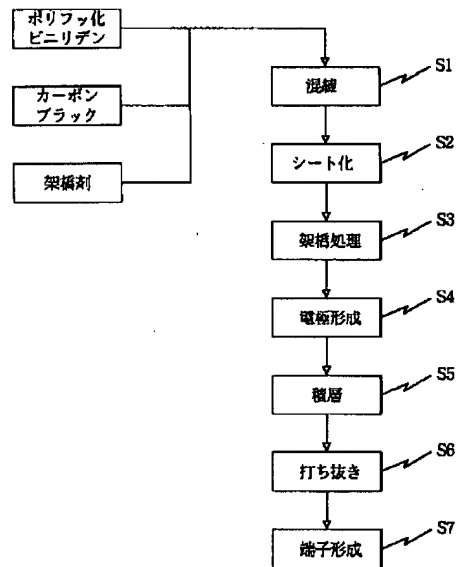 ポリフッ化
ビニリデン
カーボン
ブラック
架橋剤
混練
S1
シート化
S2
架橋処理
S3
電極形成
S4
積層
S5
打ち抜き
S6
端子形成
S7